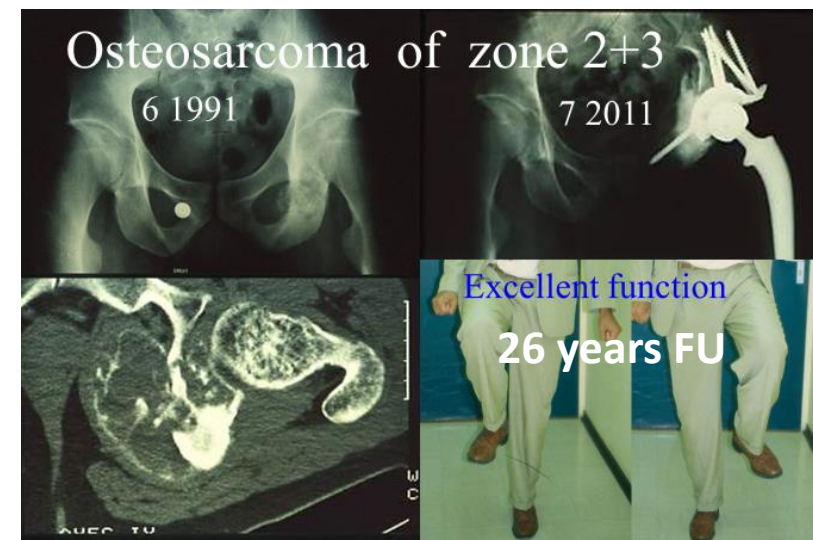 Osteosarcoma of zone 2+3
6 1991
7 2011
Excellent function
26 years FU
W
C